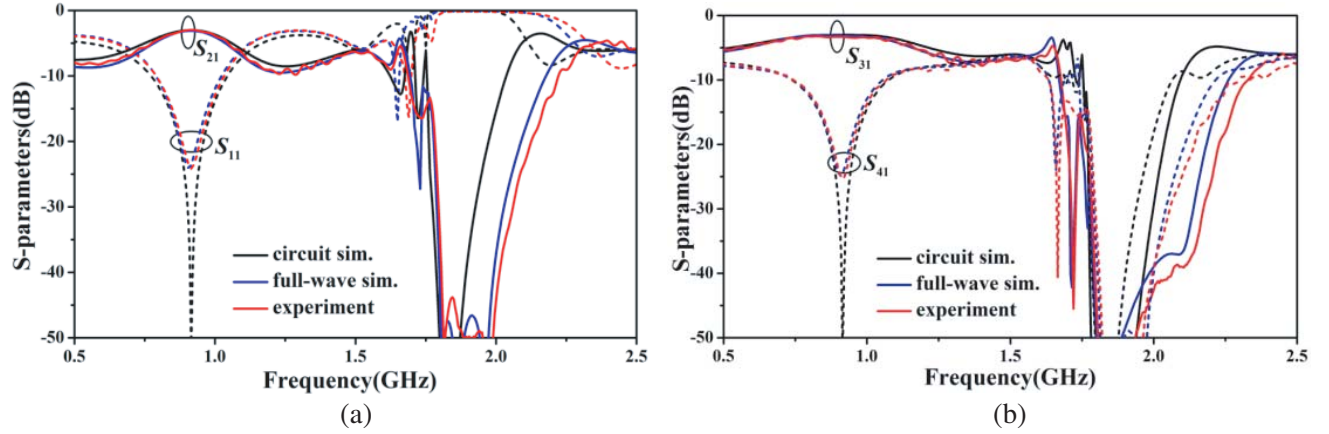 0
-10
-20
-30
-40
-50
0.5 1.0 1.5 2.0 2.5
S-parameters(dB)
Frequency(GHz)
S21
S11
circuit sim.
full-wave sim.
experiment
(a)
0
-10
-20
-30
-40
-50
0.5 1.0 1.5 2.0 2.5
S-parameters(dB)
Frequency(GHz)
S31
S41
circuit sim.
full-wave sim.
experiment
(b)